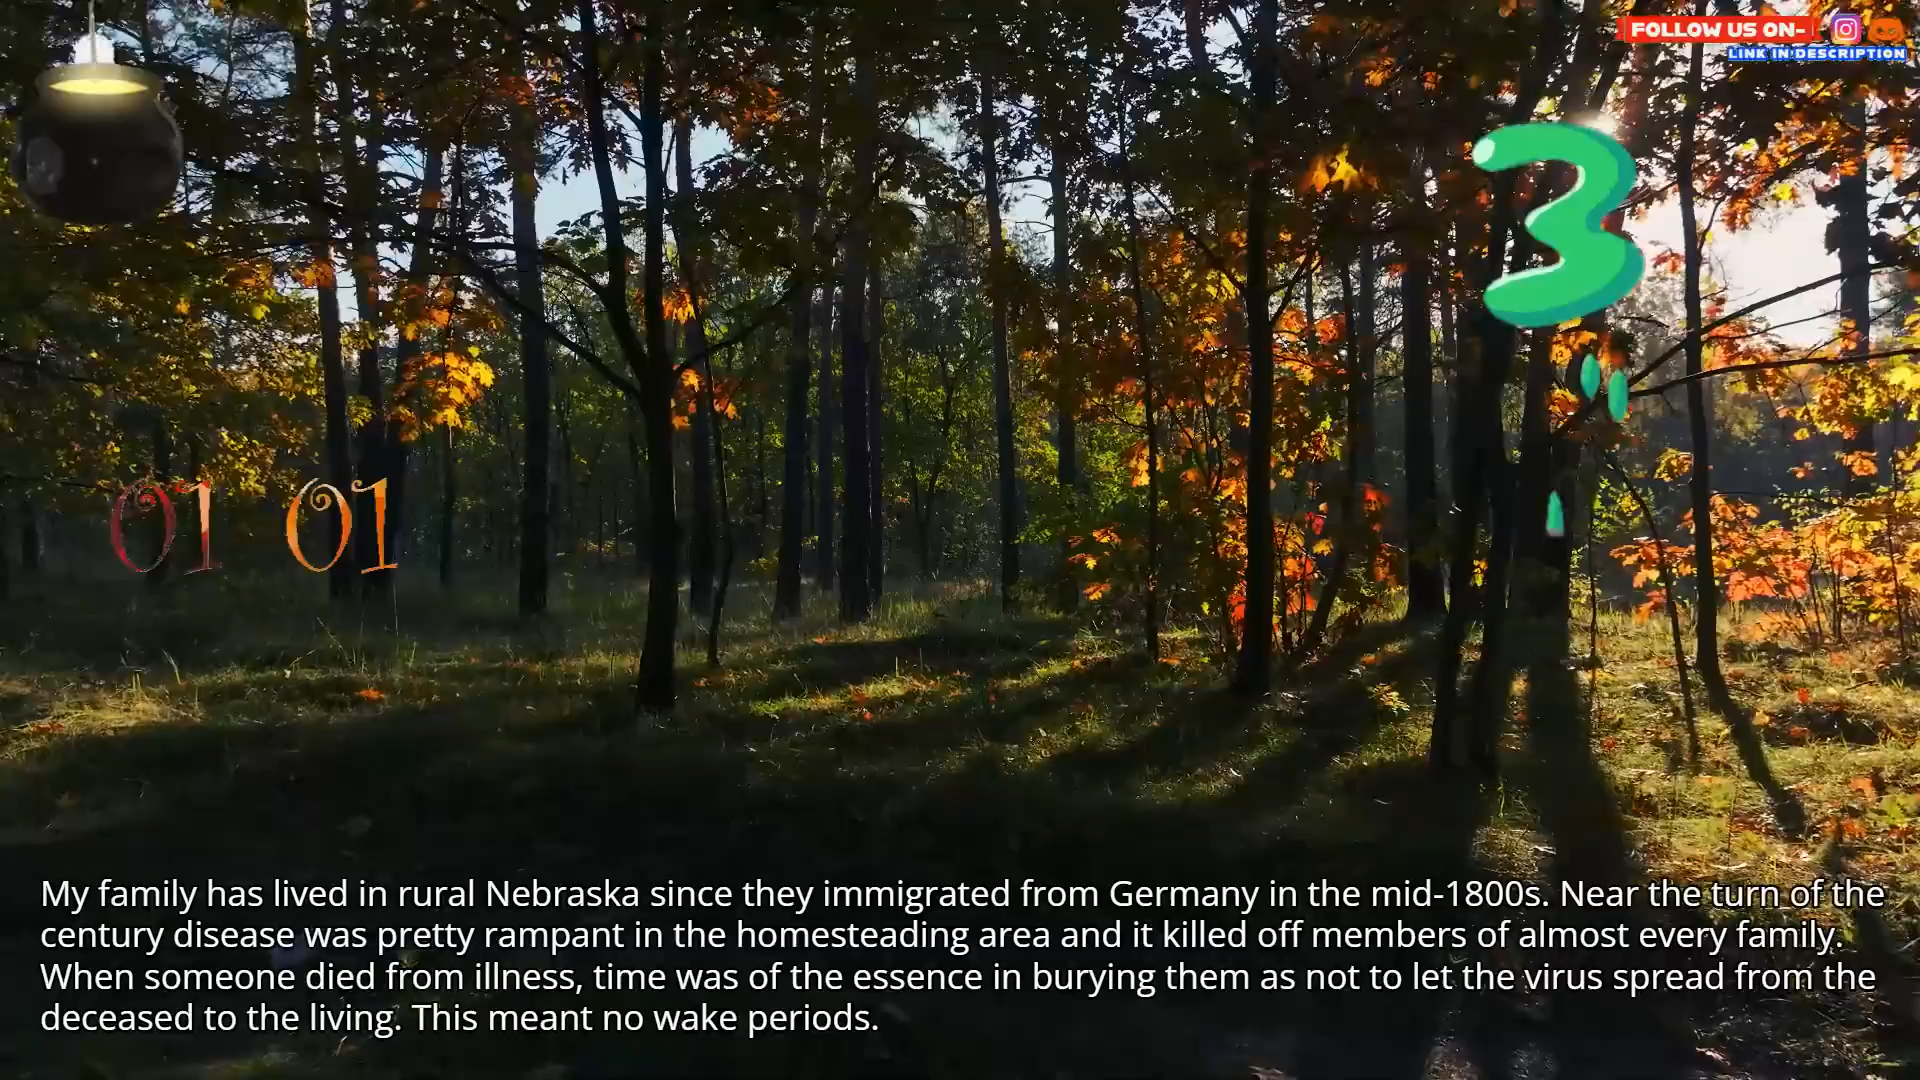 FOLLOW US ON-
LINK IN DESCRIPTION
3
01 01
My family has lived in rural Nebraska since they immigrated from Germany in the mid-1800s. Near the turn of the
century disease was pretty rampant in the homesteading area and it killed off members of almost every family.
When someone died from illness, time was of the essence in burying them as not to let the virus spread from the
deceased to the living. This meant no wake periods.